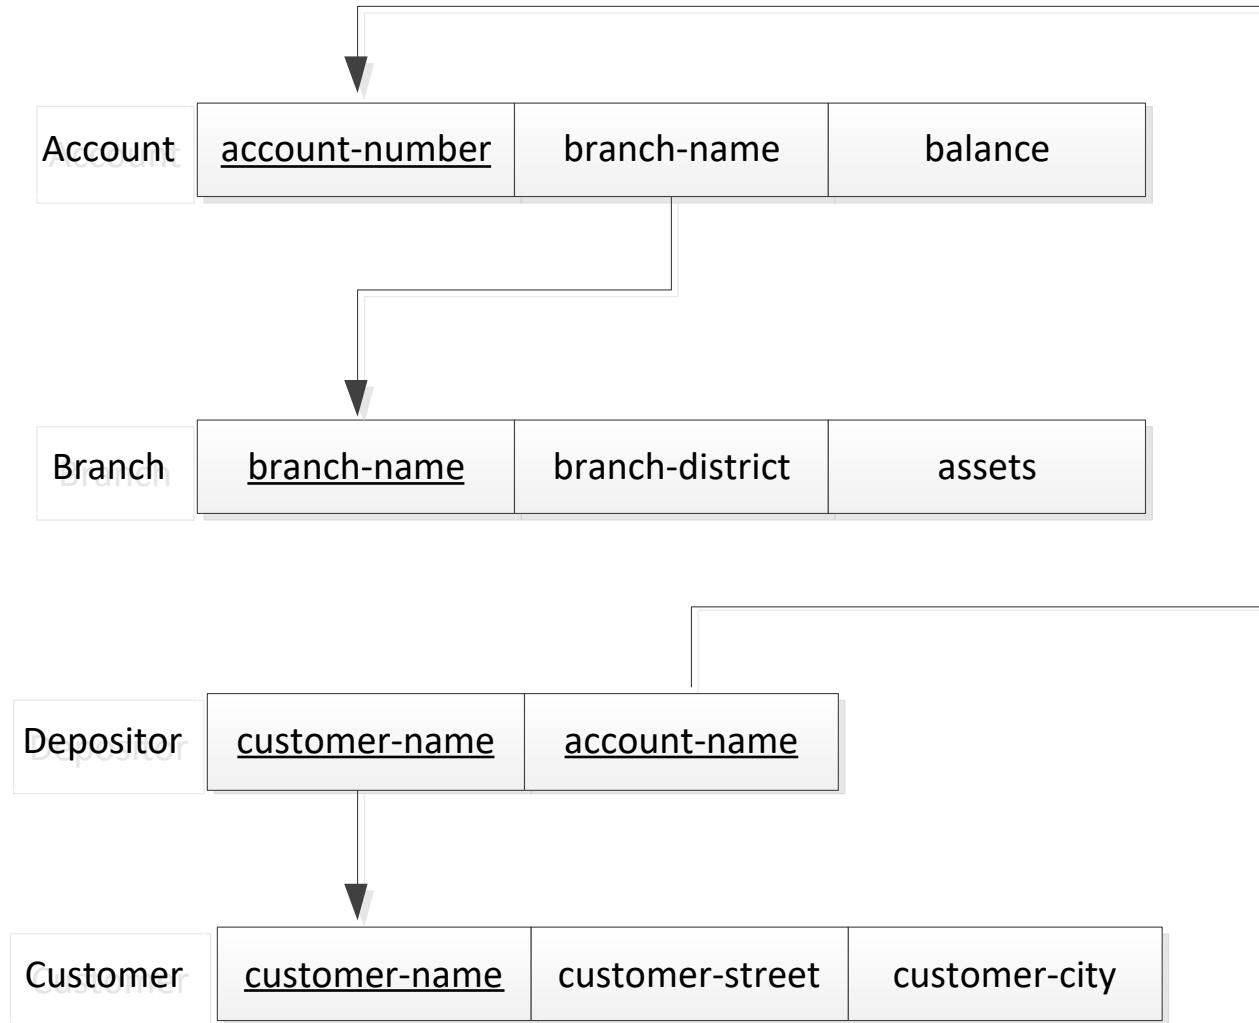 Account account-number branch-name balance
Branch branch-name branch-district assets
Depositor customer-name account-name
Customer customer-name customer-street customer-city